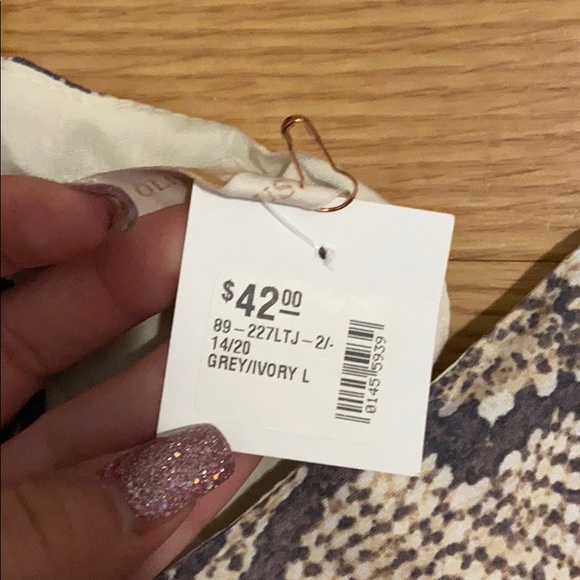 $42.00
89-227LTJ-2/-
14/20
GREY/IVORY L
0145 5939